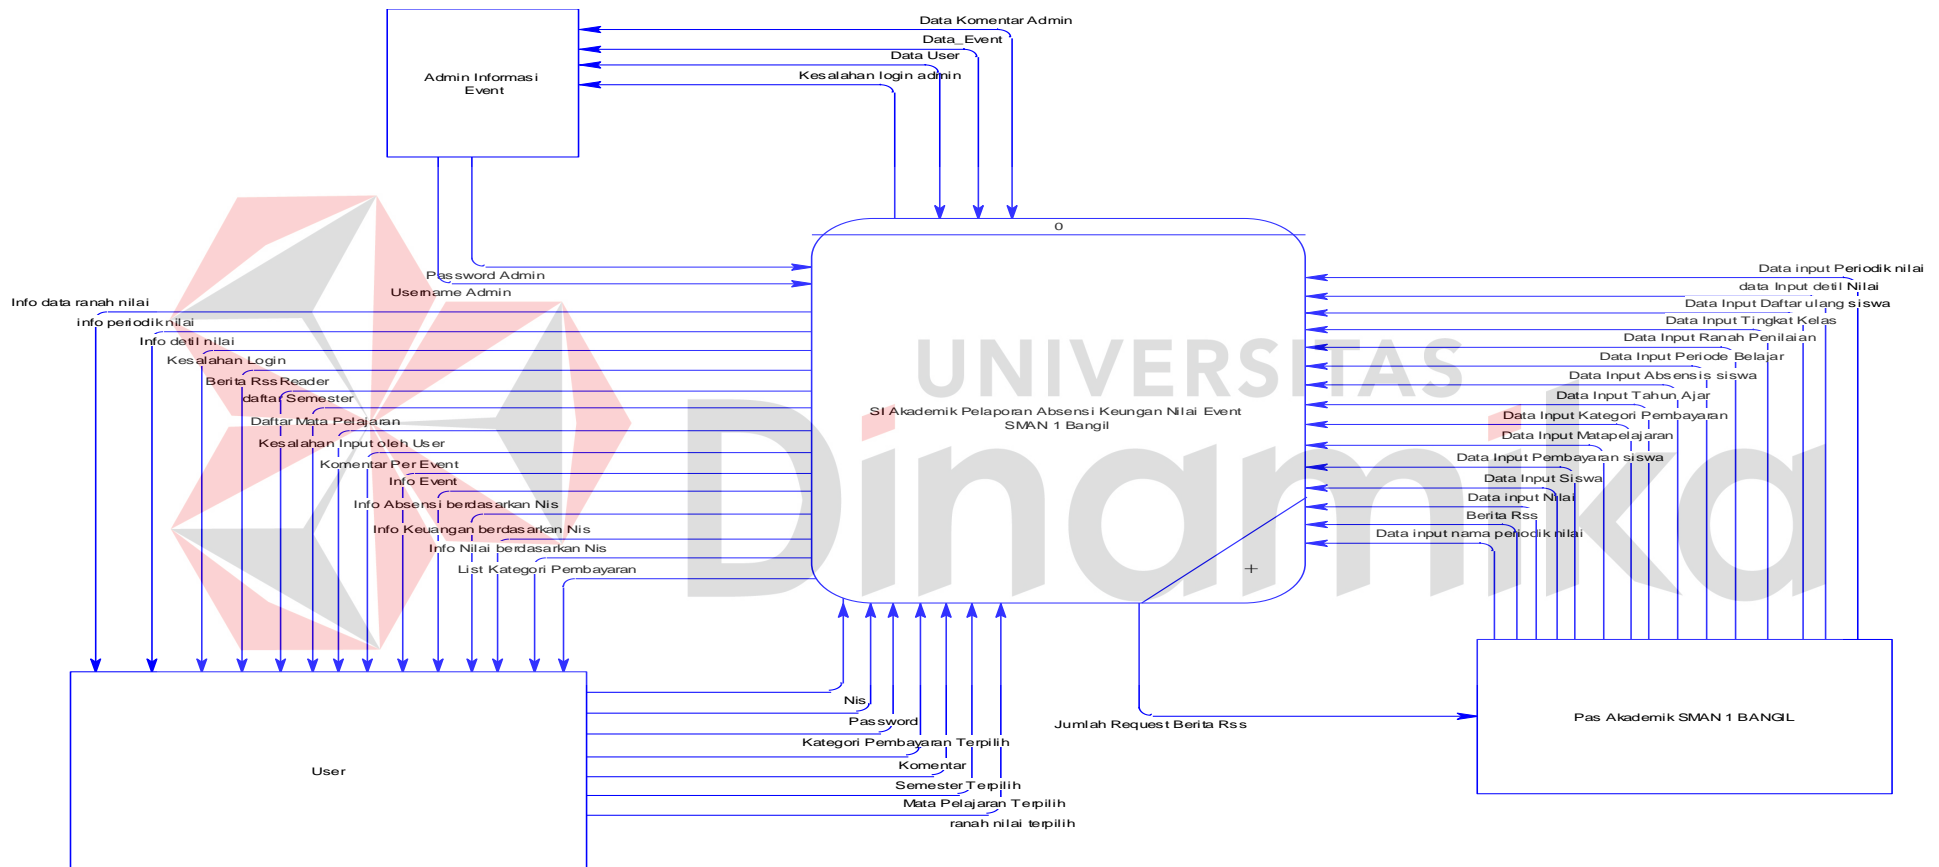 Data Komentar Admin
Data_Event
Data User
Kesalahan login admin
Admin Informasi
Event
Password Admin
Username Admin
0
SI Akademik Pelaporan Absensi Keungan Nilai Event
SMAN 1 Bangil
+
UNIVERSITAS
Dinamika
Info data ranah nilai
info periodik nilai
Info detil nilai
Kesalahan Login
Berita Rss Reader
daftar Semester
Daftar Mata Pelajaran
Kesalahan Input oleh User
Komentar Per Event
Info Event
Info Absensi berdasarkan Nis
Info Keuangan berdasarkan Nis
Info Nilai berdasarkan Nis
List Kategori Pembayaran
Data input Periodik nilai
data Input detil Nilai
Data Input Daftar ulang siswa
Data Input Tingkat Kelas
Data Input Ranah Penilaian
Data Input Periode Belajar
Data Input Absensis siswa
Data Input Tahun Ajar
Data Input Kategori Pembayaran
Data Input Matapelajaran
Data Input Pembayaran siswa
Data Input Siswa
Data input Nilai
Berita Rss
Data input nama periodik nilai
Nis
Password
Kategori Pembayaran Terpilih
Komentar
Semester Terpilih
Mata Pelajaran Terpilih
ranah nilai terpilih
User
Jumlah Request Berita Rss
Pas Akademik SMAN 1 BANGIL